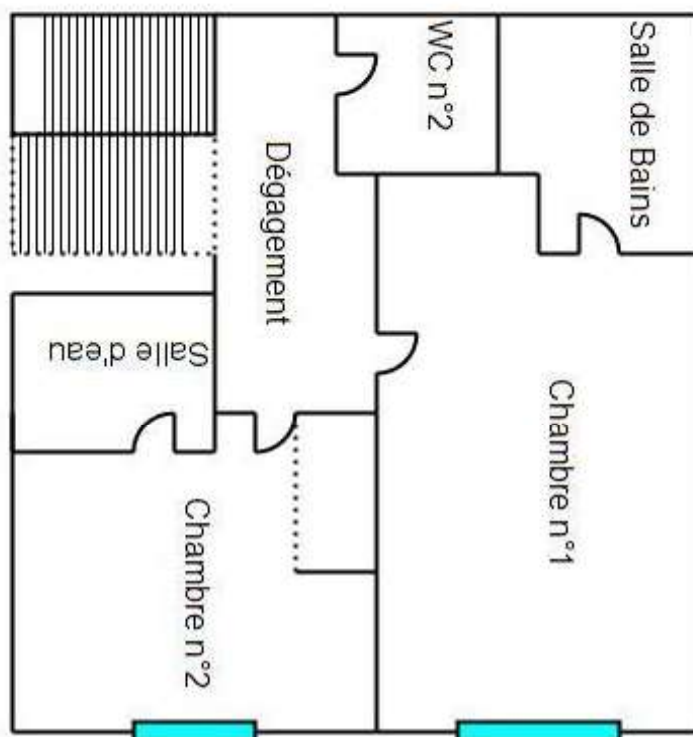 WC n°2
Salle de Bains
Dégagement
Salle d'eau
Chambre n°1
Chambre n°2